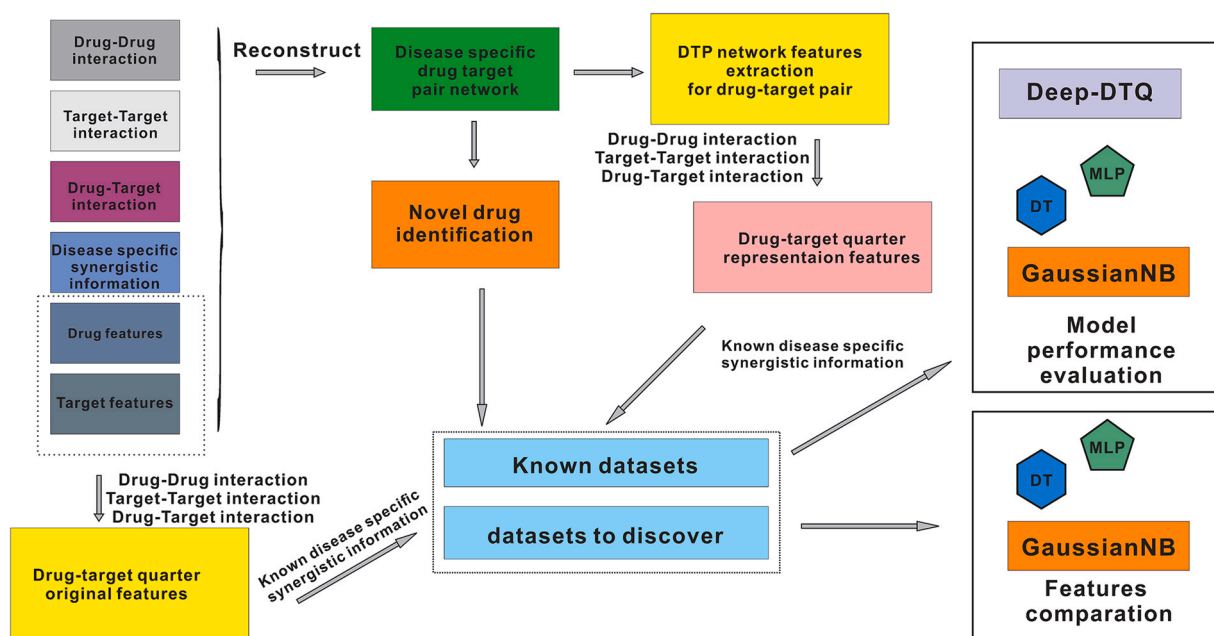 Drug-Drug
interaction
Target-Target
interaction
Drug-Target
interaction
Disease specific
synergistic
information
Drug features
Target features
Reconstruct
Disease specific
drug target
pair network
DTP network features
extraction
for drug-target pair
Drug-Drug interaction
Target-Target interaction
Drug-Target interaction
Novel drug
identification
Drug-target quarter
representaion features
Known disease specific
synergistic information
Known datasets
datasets to discover
Drug-Drug interaction
Target-Target interaction
Drug-Target interaction
Drug-target quarter
original features
Known disease specific
synergistic information
Deep-DTQ
MLP
DT
GaussianNB
Model
performance
evaluation
MLP
DT
GaussianNB
Features
comparation